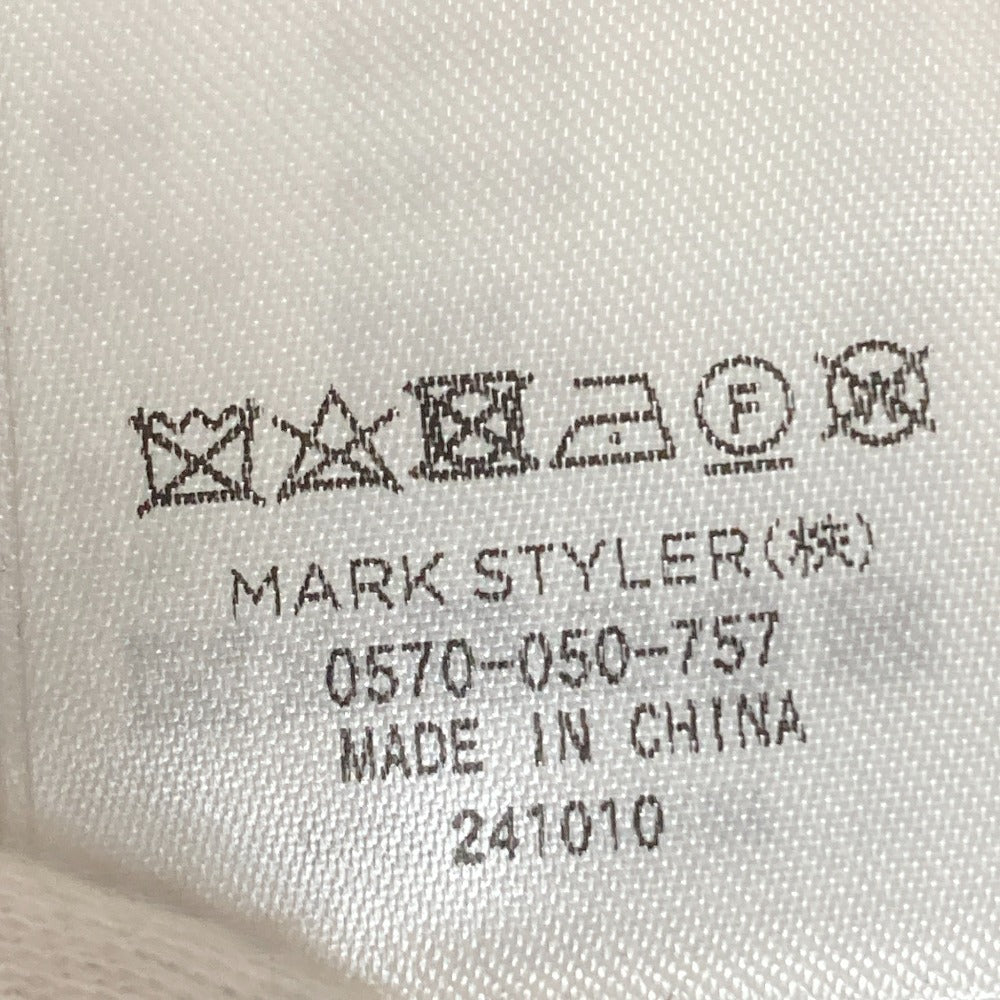 F W
MARK STYLER(株)
0570-050-757
MADE IN CHINA
241010